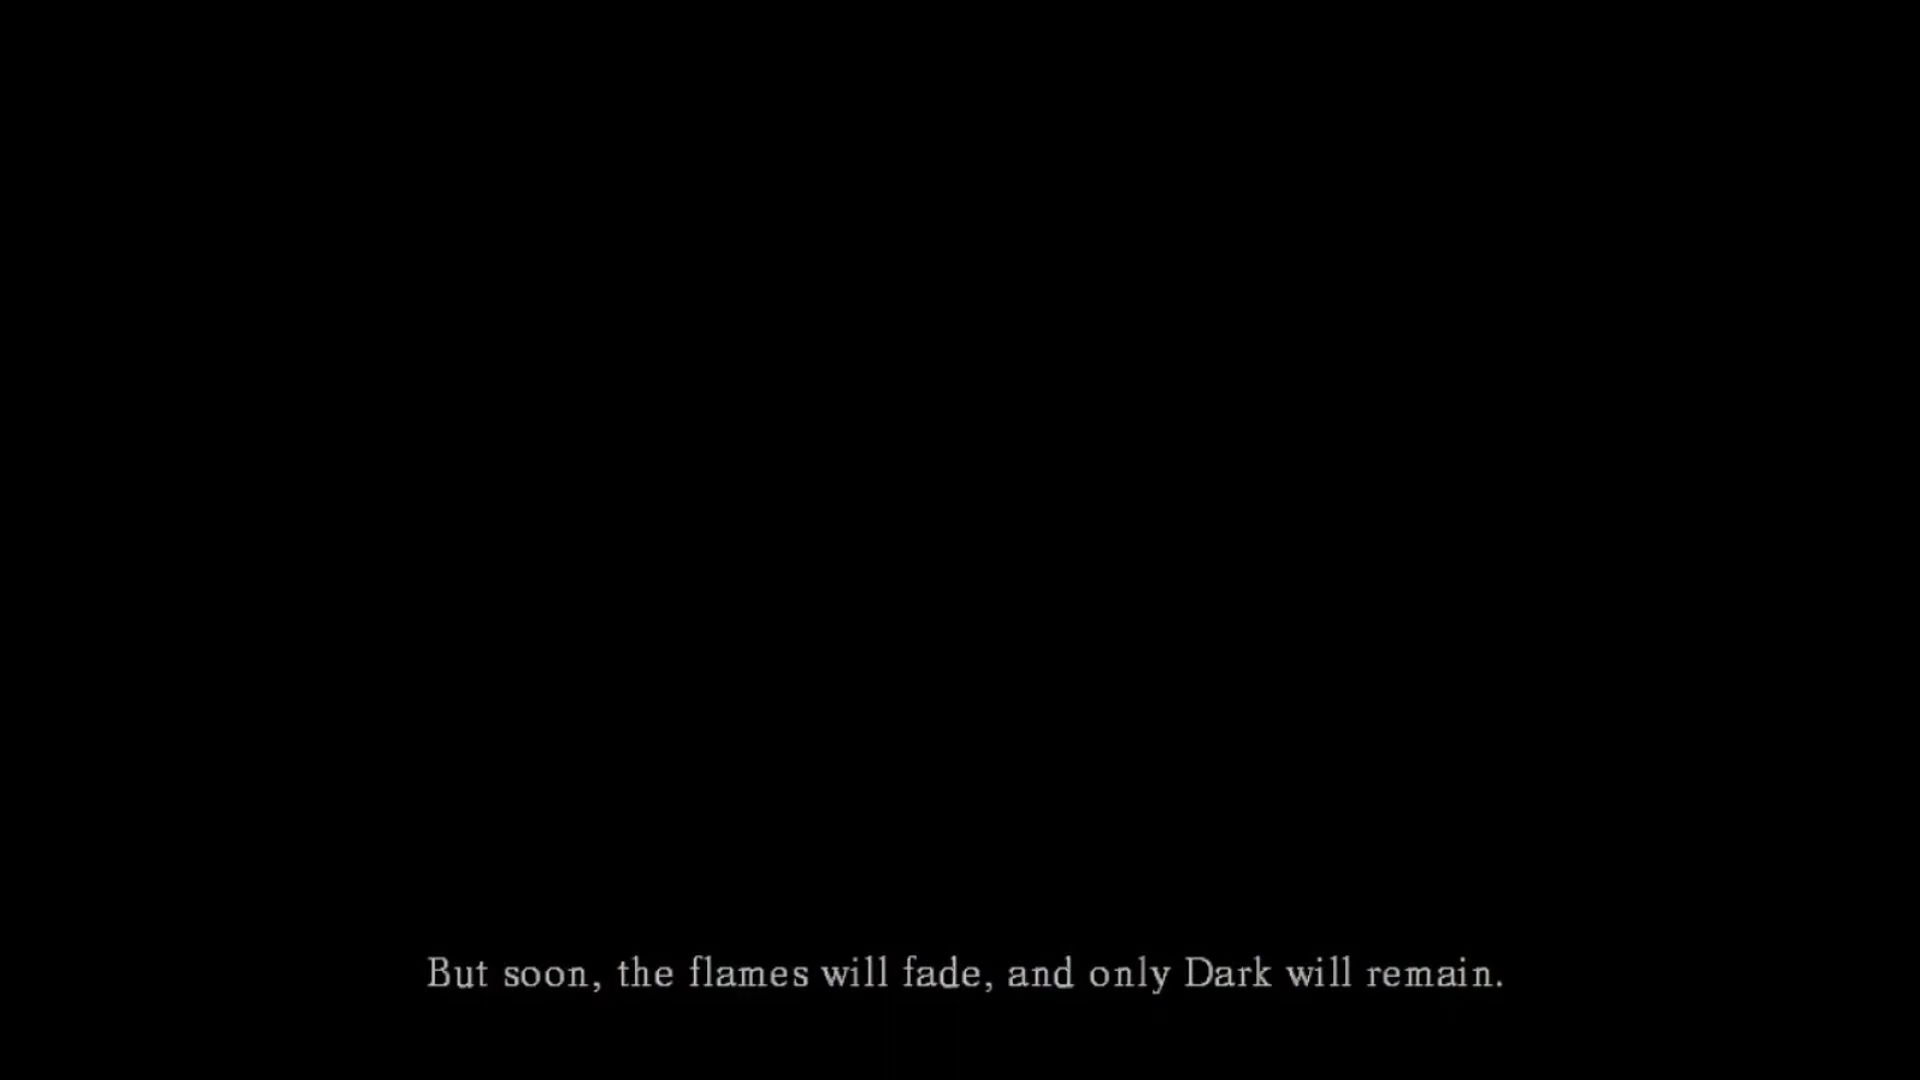 But soon, the flames will fade, and only Dark will remain.